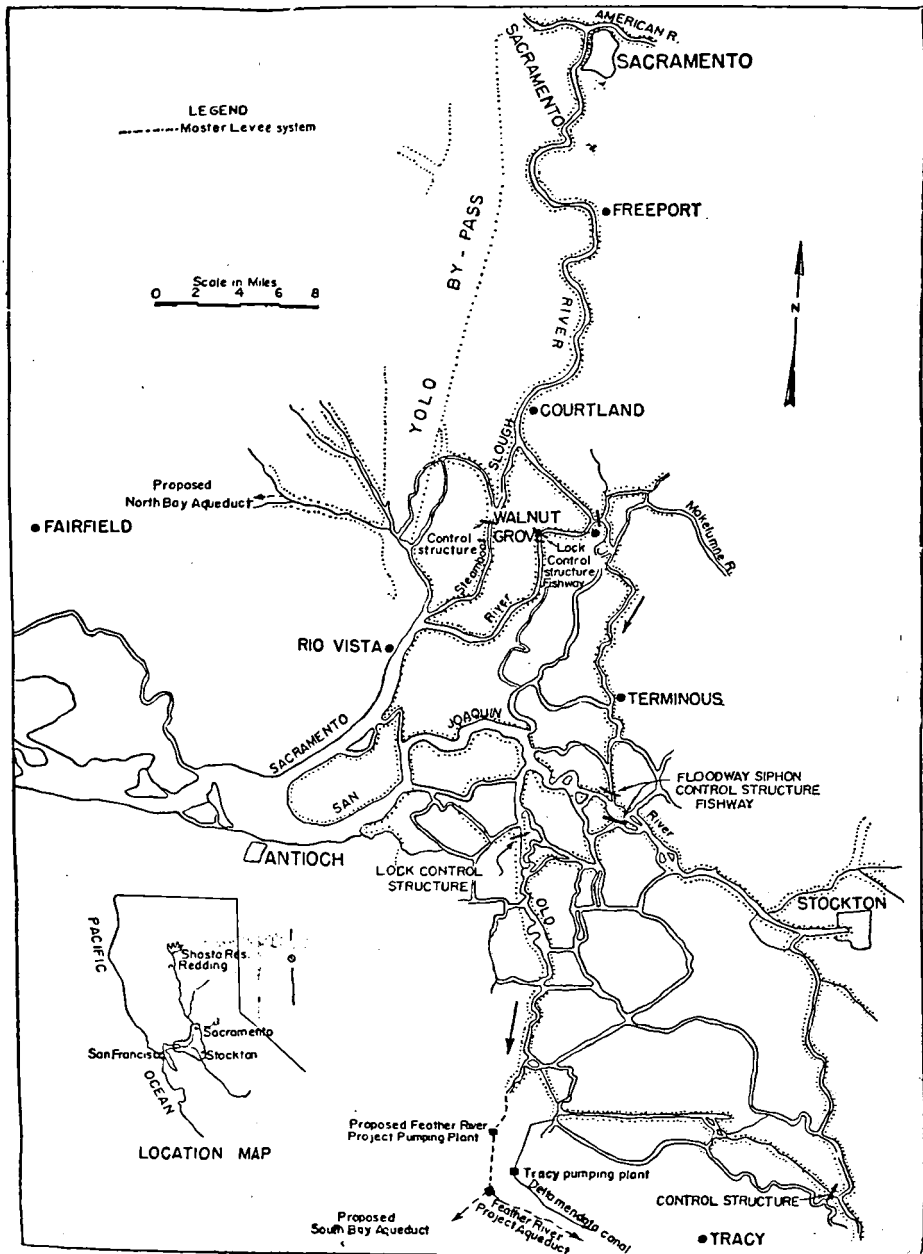 AMERICAN R.
SACRAMENTO
SACRAMENTO
LEGEND
Master Levee system
FREEPORT
BY-PASS
Scale in Miles
0 2 4 6 8
N
RIVER
YOLO
COURTLAND
SLOUGH
Proposed
North Bay Aqueduct
FAIRFIELD
WALNUT
GROVE
Control
structure
Lock
Control
structure
Fishway
Mokelumne R.
Steamboat
River
RIO VISTA
TERMINOUS
JOAQUIN
SACRAMENTO
FLOODWAY SIPHON
CONTROL STRUCTURE
FISHWAY
SAN
River
ANTIOCH
LOCK CONTROL
STRUCTURE
OLD
STOCKTON
PACIFIC
OCEAN
Shasta Res.
Redding
Sacramento
San Francisco
Stockton
LOCATION MAP
Proposed Feather River
Project Pumping Plant
Tracy pumping plant
Delta mendota canal
CONTROL STRUCTURE
Proposed
South Bay Aqueduct
Feather River
Project Aqueduct
TRACY